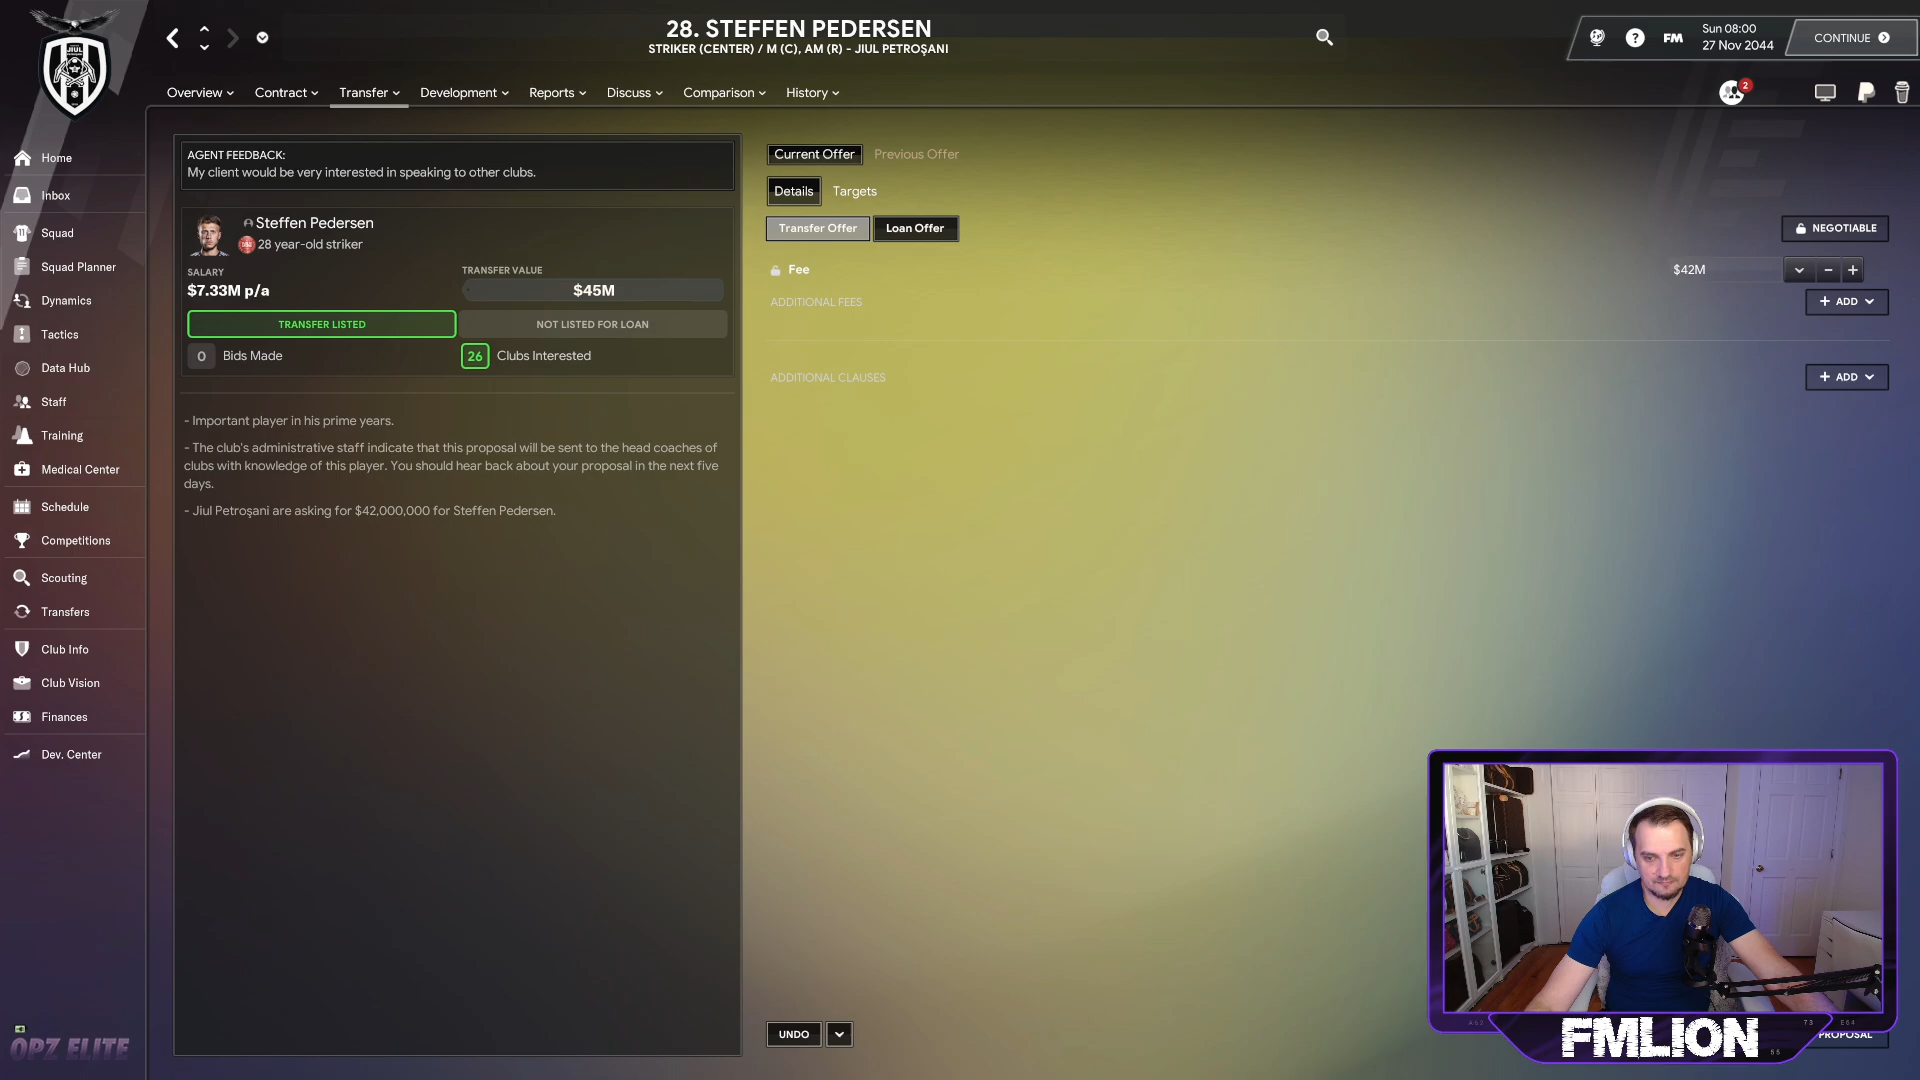 28. STEFFEN PEDERSEN
STRIKER (CENTER) / M (C), AM (R) - JIUL PETROȘANI
FM
Sun 08:00
27 Nov 2044
CONTINUE
Overview
Contract
Transfer
Development
Reports
Discuss
Comparison
History
2
Home
Inbox
Squad
Squad Planner
Dynamics
Tactics
Data Hub
Staff
Training
Medical Center
Schedule
Competitions
Scouting
Transfers
Club Info
Club Vision
Finances
Dev. Center
OPZ ELITE
AGENT FEEDBACK:
My client would be very interested in speaking to other clubs.
Steffen Pedersen
28 year-old striker
SALARY
$7.33M p/a
TRANSFER VALUE
$45M
TRANSFER LISTED
NOT LISTED FOR LOAN
0 Bids Made
26 Clubs Interested
- Important player in his prime years.
- The club's administrative staff indicate that this proposal will be sent to the head coaches of
clubs with knowledge of this player. You should hear back about your proposal in the next five
days.
- Jiul Petroşani are asking for $42,000,000 for Steffen Pedersen.
Current Offer
Previous Offer
Details
Targets
Transfer Offer
Loan Offer
NEGOTIABLE
Fee
$42M
ADDITIONAL FEES
+ ADD
ADDITIONAL CLAUSES
+ ADD
UNDO
PROPOSAL
FMLION